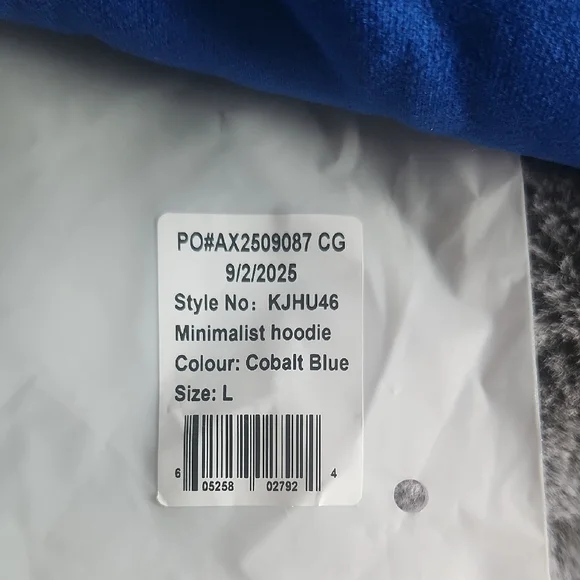 PO#AX2509087 CG
9/2/2025
Style No: KJHU46
Minimalist hoodie
Colour: Cobalt Blue
Size: L
6 05258 02792 4